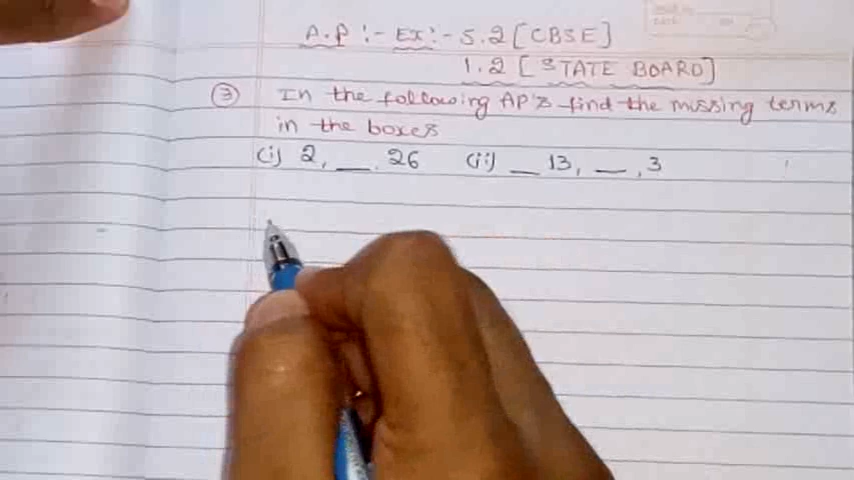 A.P :- Ex:- 5.2 [CBSE]
1.2 [STATE BOARD]
③ In the following AP's find the missing terms
in the boxes
(i) 2, __. 26 (ii) __ 13, __, 3